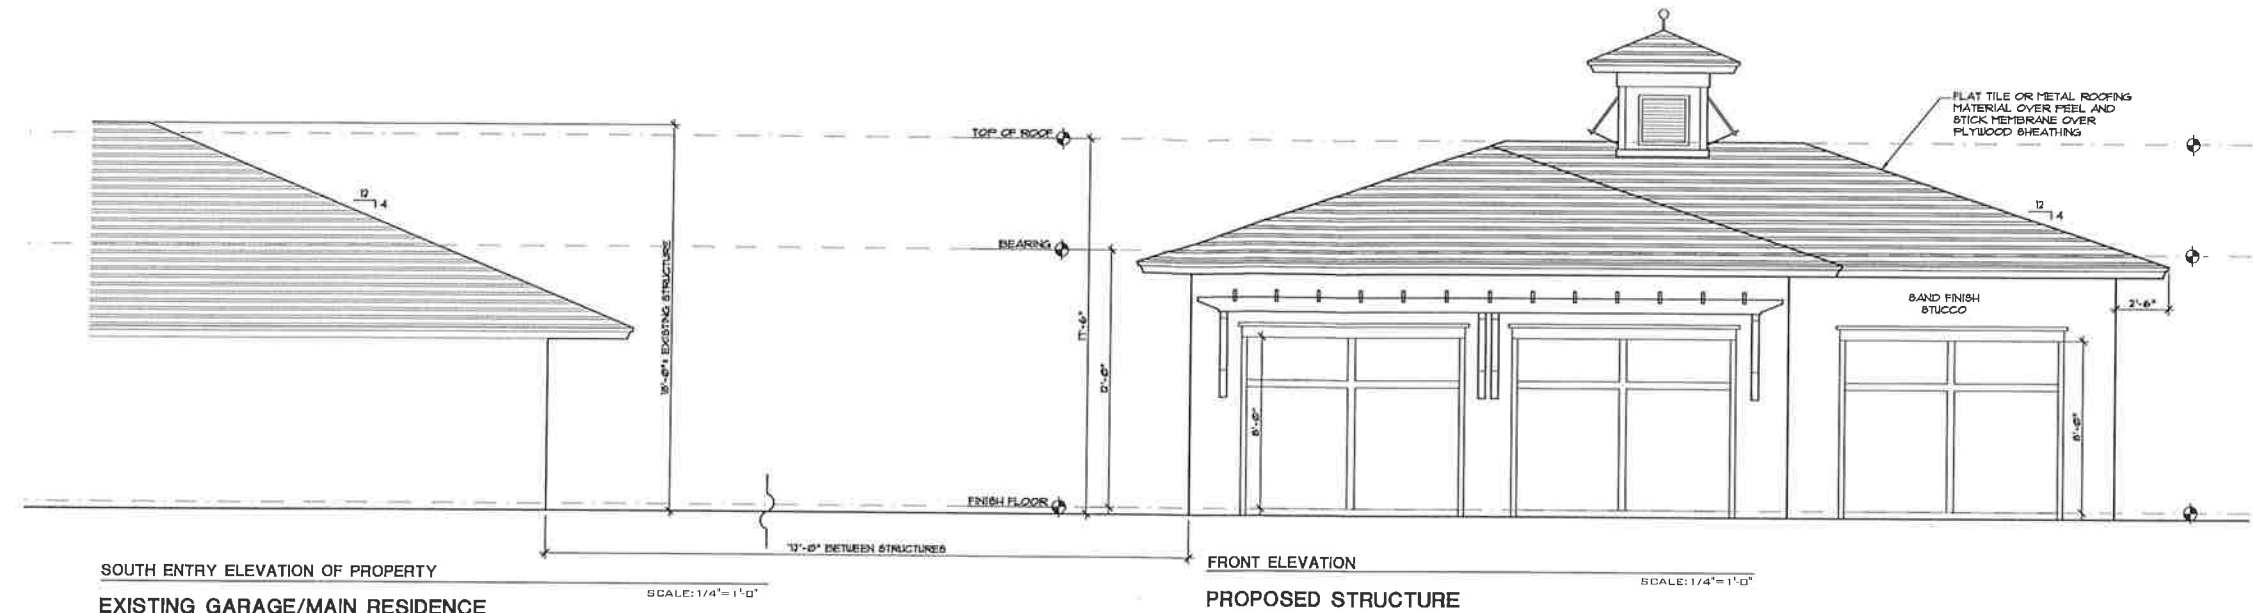 TOP OF ROOF
BEARING
FINISH FLOOR
12
4
18'-0"± EXISTING STRUCTURE
17'-6"
12'-0"
FLAT TILE OR METAL ROOFING
MATERIAL OVER PEEL AND
STICK MEMBRANE OVER
PLYWOOD SHEATHING
12
4
SAND FINISH
STUCCO
2'-6"
8'-0"
8'-0"
BETWEEN STRUCTURES
SOUTH ENTRY ELEVATION OF PROPERTY
SCALE: 1/4"=1'-0"
EXISTING GARAGE/MAIN RESIDENCE
FRONT ELEVATION
SCALE: 1/4"=1'-0"
PROPOSED STRUCTURE